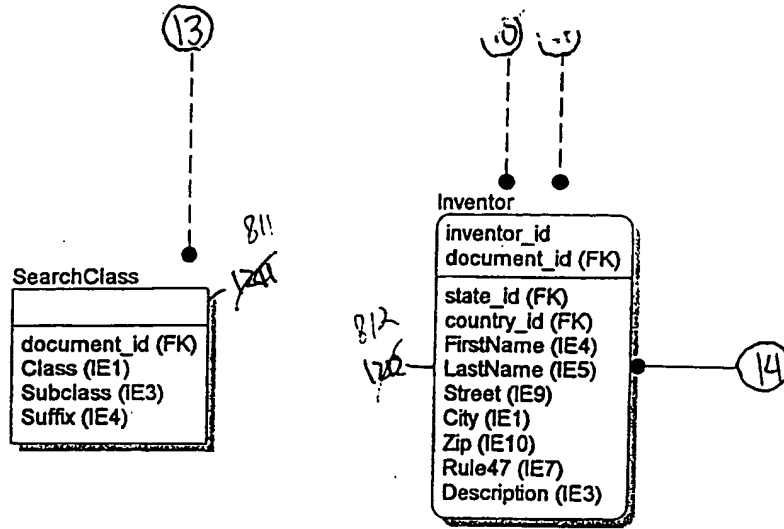 13
811
SearchClass
document_id (FK)
Class (IE1)
Subclass (IE3)
Suffix (IE4)
Inventor
inventor_id
document_id (FK)
state_id (FK)
country_id (FK)
FirstName (IE4)
LastName (IE5)
Street (IE9)
City (IE1)
Zip (IE10)
Rule47 (IE7)
Description (IE3)
812
14